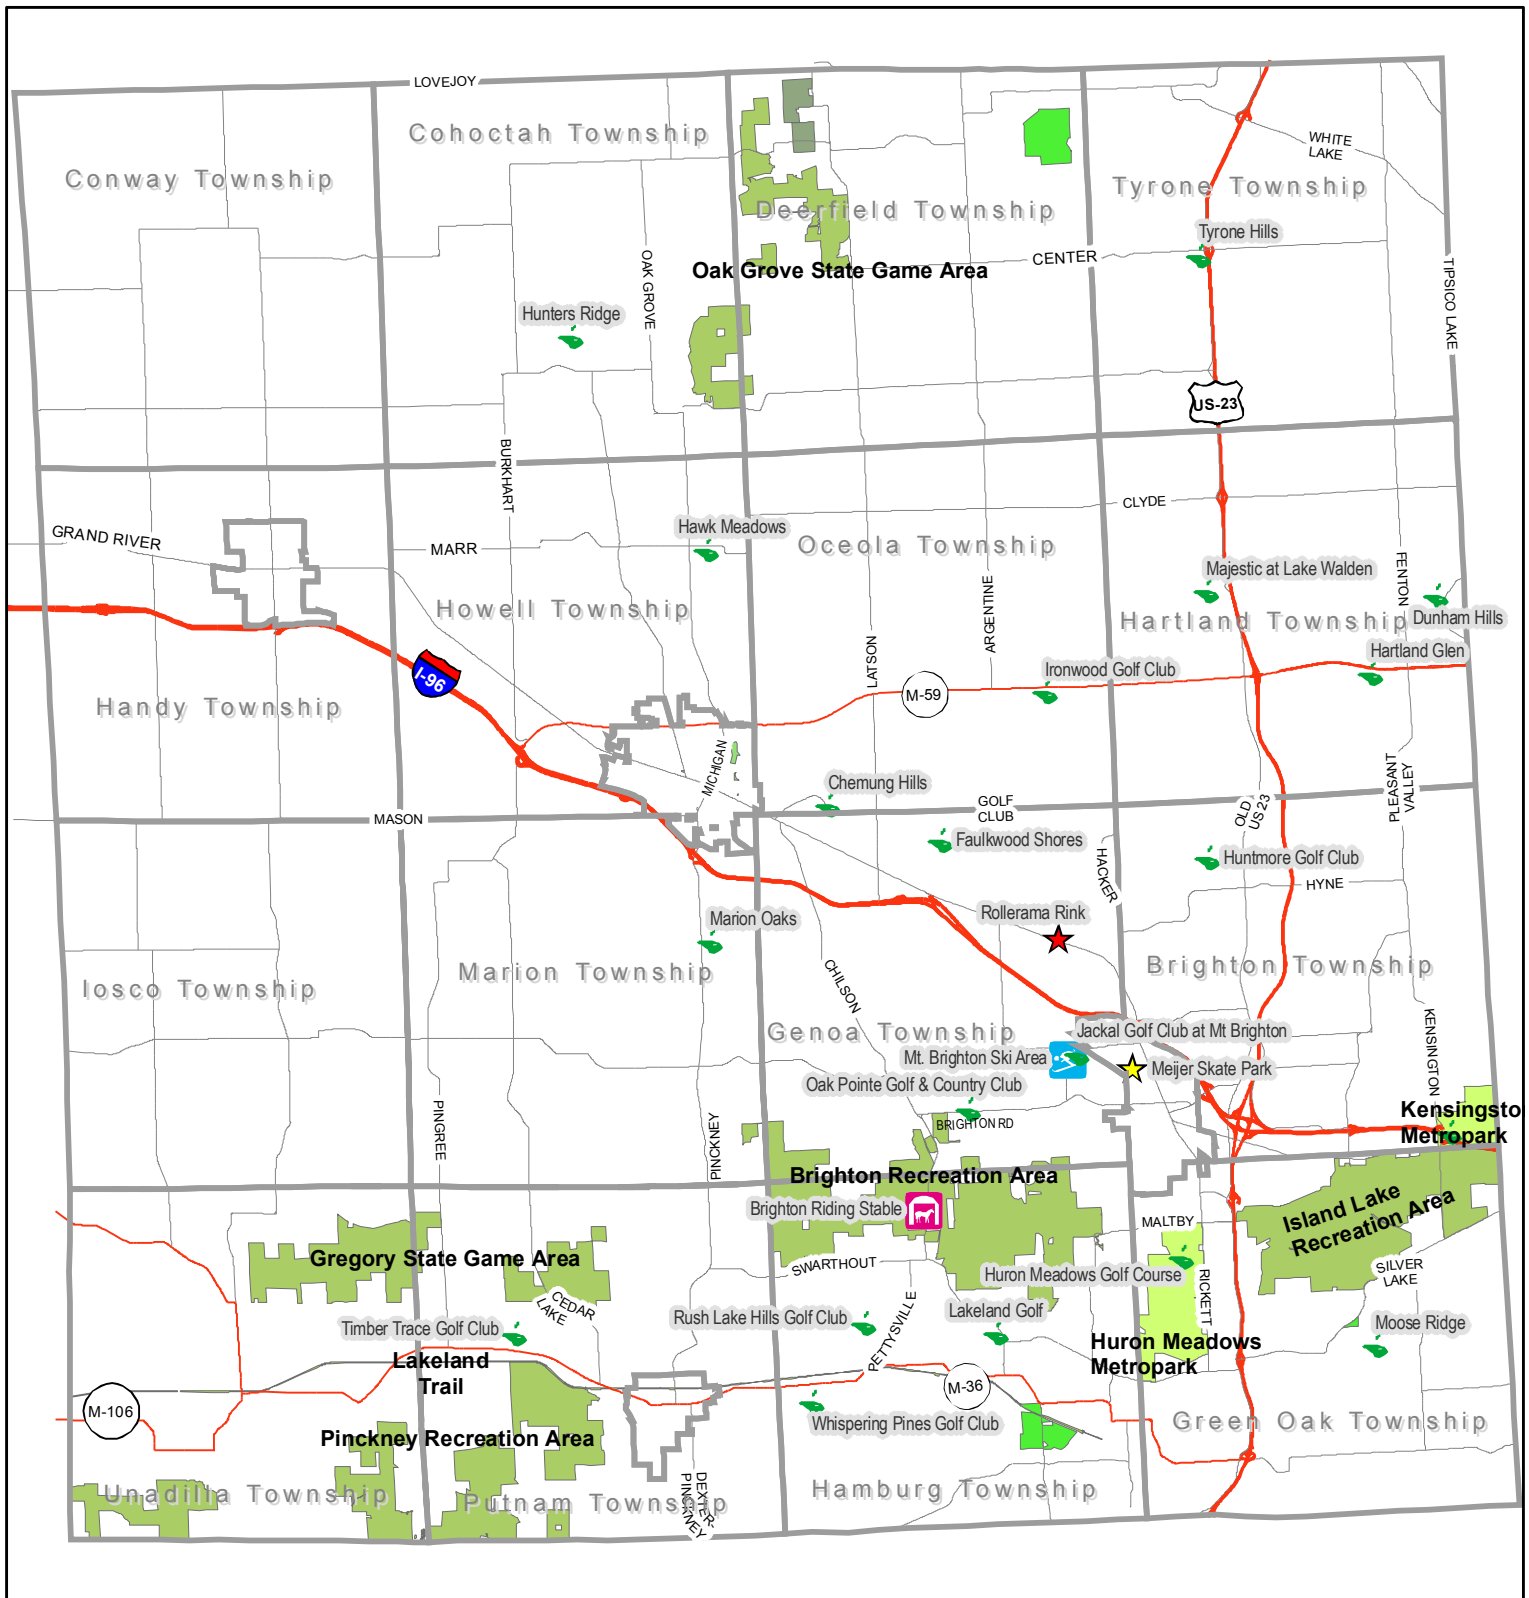 LOVEJOY
Cohoctah Township
WHITE
LAKE
Conway Township
Tyrone Township
Deerfield Township
Tyrone Hills
CENTER
OAK GROVE
Oak Grove State Game Area
TIPSICO LAKE
Hunters Ridge
US-23
BURKHART
CLYDE
GRAND RIVER
Hawk Meadows
MARR
Oceola Township
FENTON
Majestic at Lake Walden
ARGENTINE
Howell Township
Hartland Township
Dunham Hills
LATSON
Hartland Glen
I-96
Ironwood Golf Club
M-59
Handy Township
MICHIGAN
Chemung Hills
PLEASANT
VALLEY
GOLF
CLUB
OLD
US 23
MASON
Faulkwood Shores
HACKER
Huntmore Golf Club
HYNE
Marion Oaks
Rollerama Rink
Marion Township
Brighton Township
Iosco Township
CHILSON
Genoa Township
Jackal Golf Club at Mt Brighton
KENSINGTON
Mt. Brighton Ski Area
Meijer Skate Park
Oak Pointe Golf & Country Club
Kensingsto
Metropark
BRIGHTON RD
PINGREE
PINCKNEY
Brighton Recreation Area
Brighton Riding Stable
Island Lake
Recreation Area
MALTBY
Gregory State Game Area
SWARTHOUT
Huron Meadows Golf Course
RICKETT
SILVER
LAKE
CEDAR
LAKE
Rush Lake Hills Golf Club
PETTYSVILLE
Lakeland Golf
Timber Trace Golf Club
Moose Ridge
Huron Meadows
Metropark
Lakeland
Trail
M-36
M-106
Whispering Pines Golf Club
Green Oak Township
Pinckney Recreation Area
Unadilla Township
Putnam Township
DEXTER-
PINCKNEY
Hamburg Township